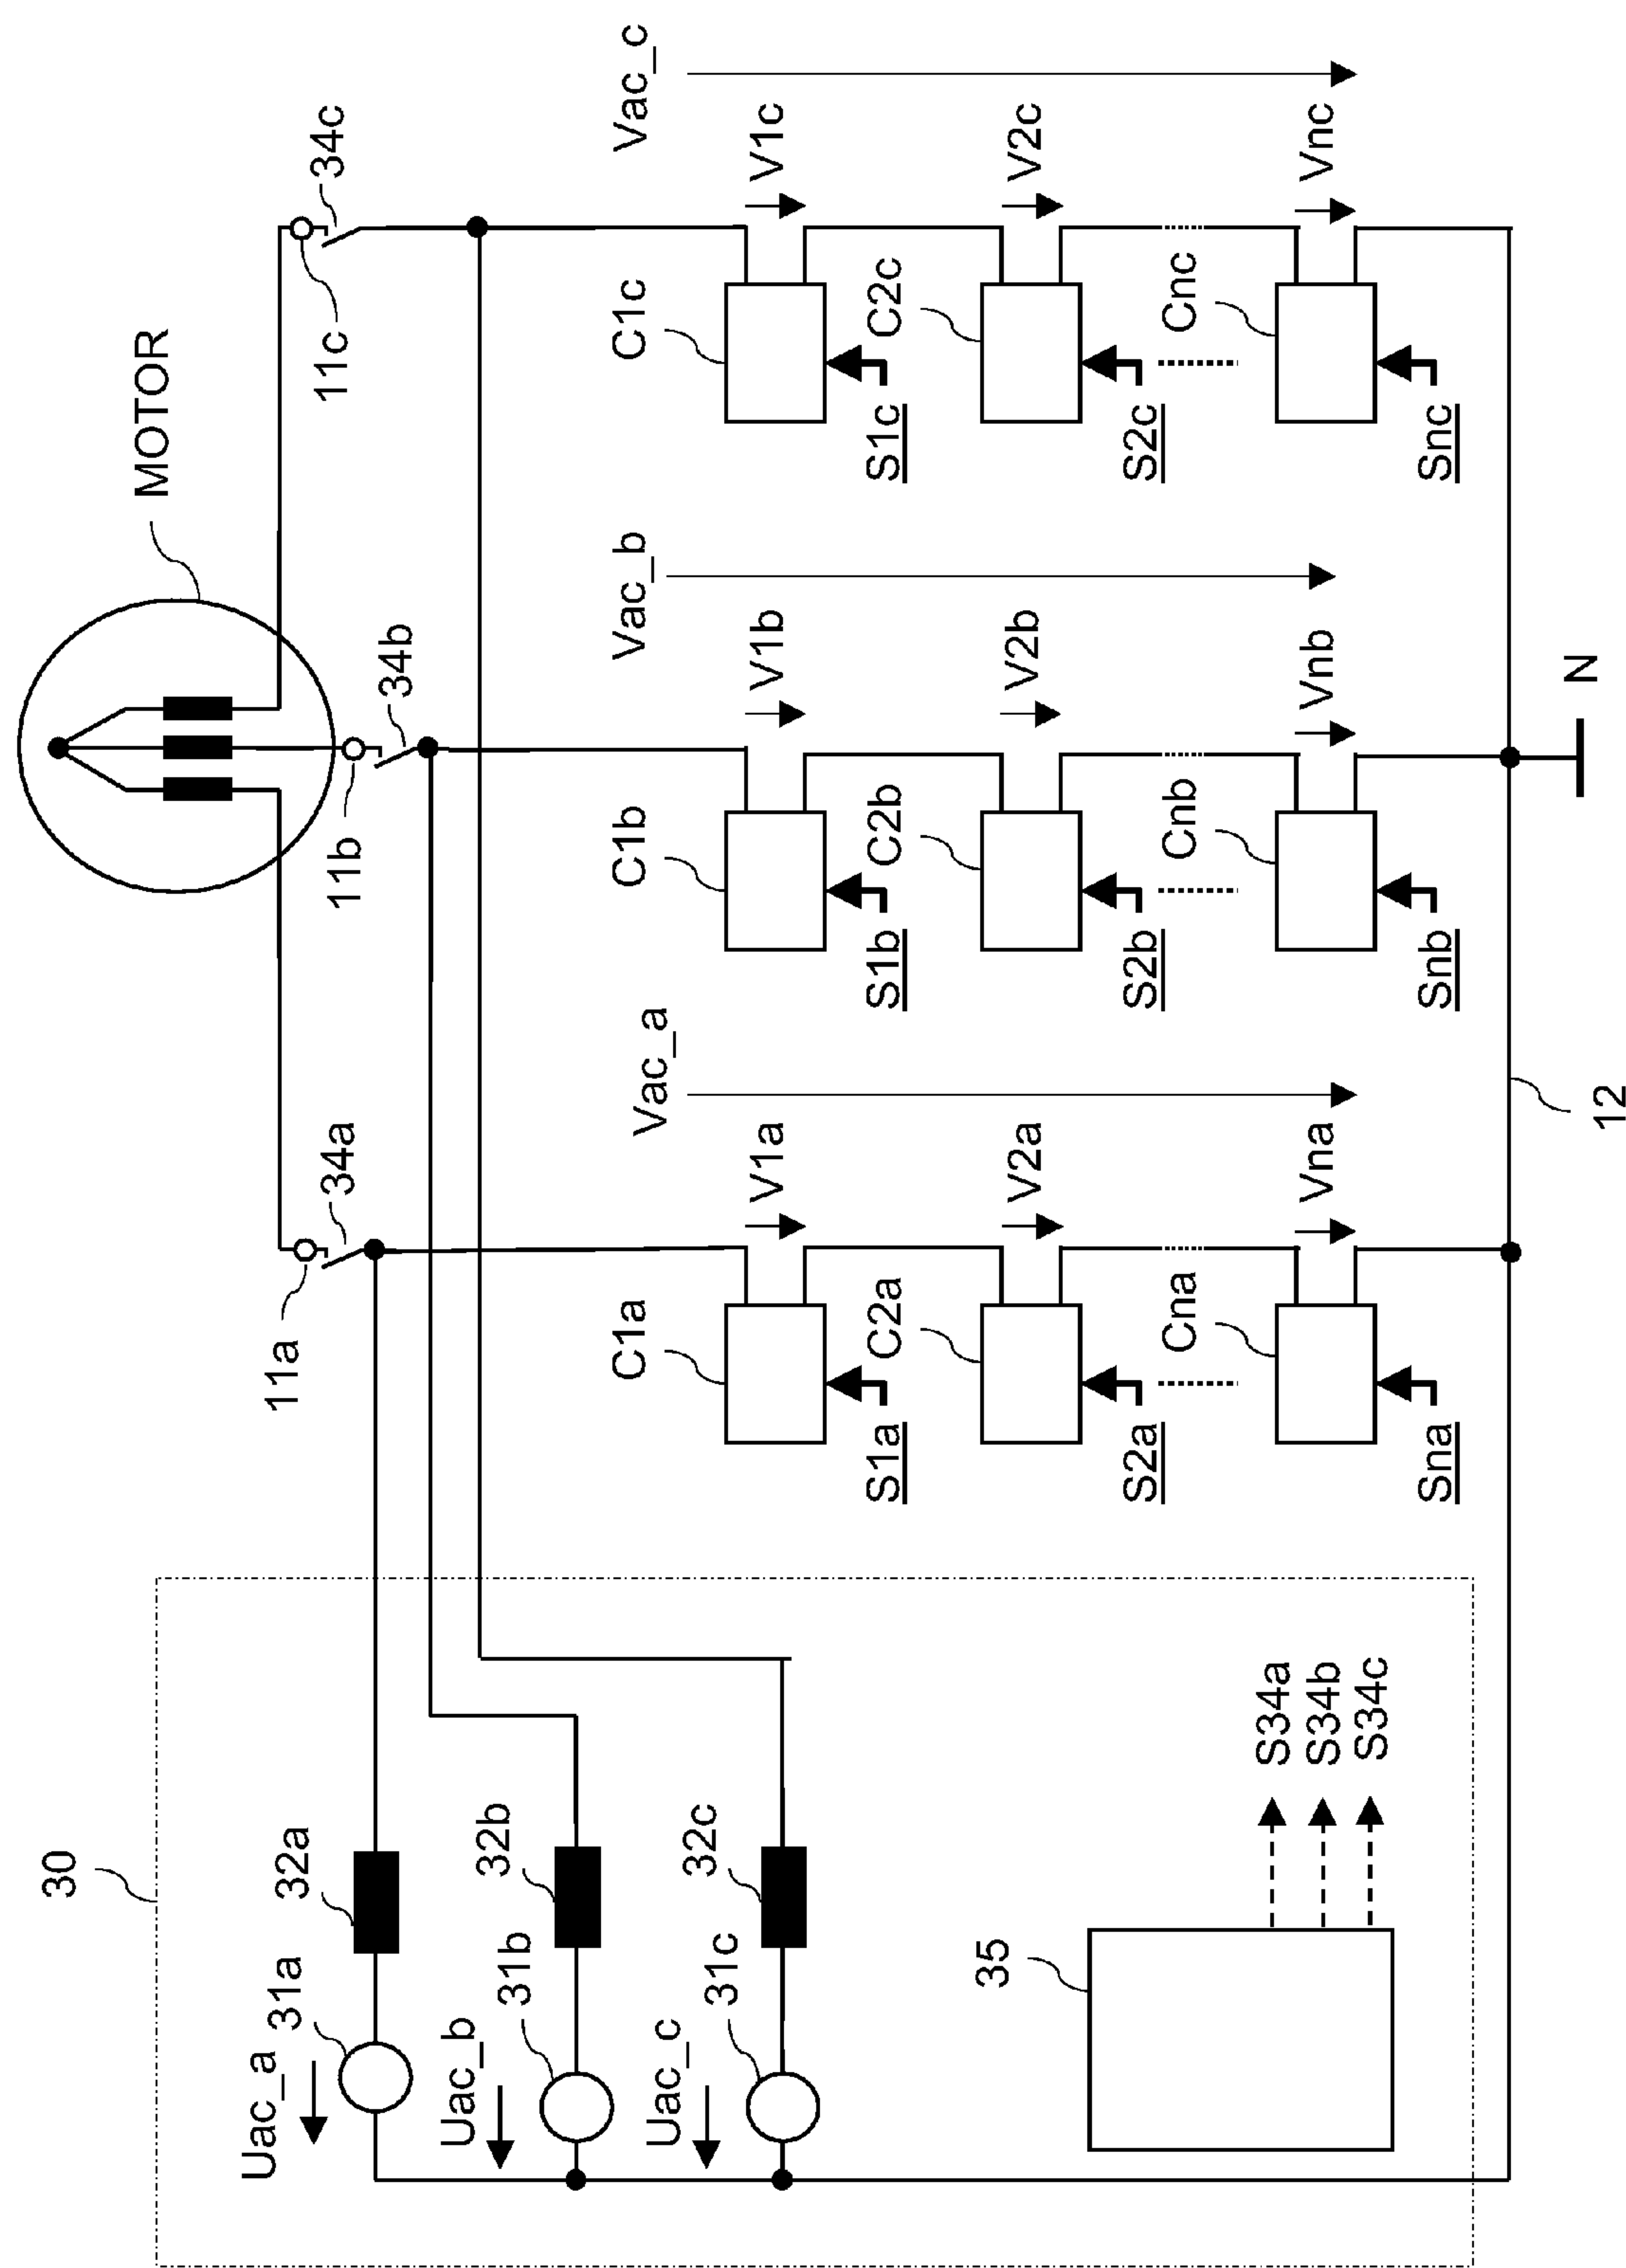 MOTOR
11a
34a
11b
34b
11c
34c
30
Uac_a
31a
32a
Uac_b
31b
32b
Uac_c
31c
32c
35
S34a
S34b
S34c
C1a
V1a
Vac_a
S1a
C2a
V2a
S2a
Cna
Vna
Sna
C1b
V1b
Vac_b
S1b
C2b
V2b
S2b
Cnb
Vnb
Snb
C1c
V1c
Vac_c
S1c
C2c
V2c
S2c
Cnc
Vnc
Snc
12
N